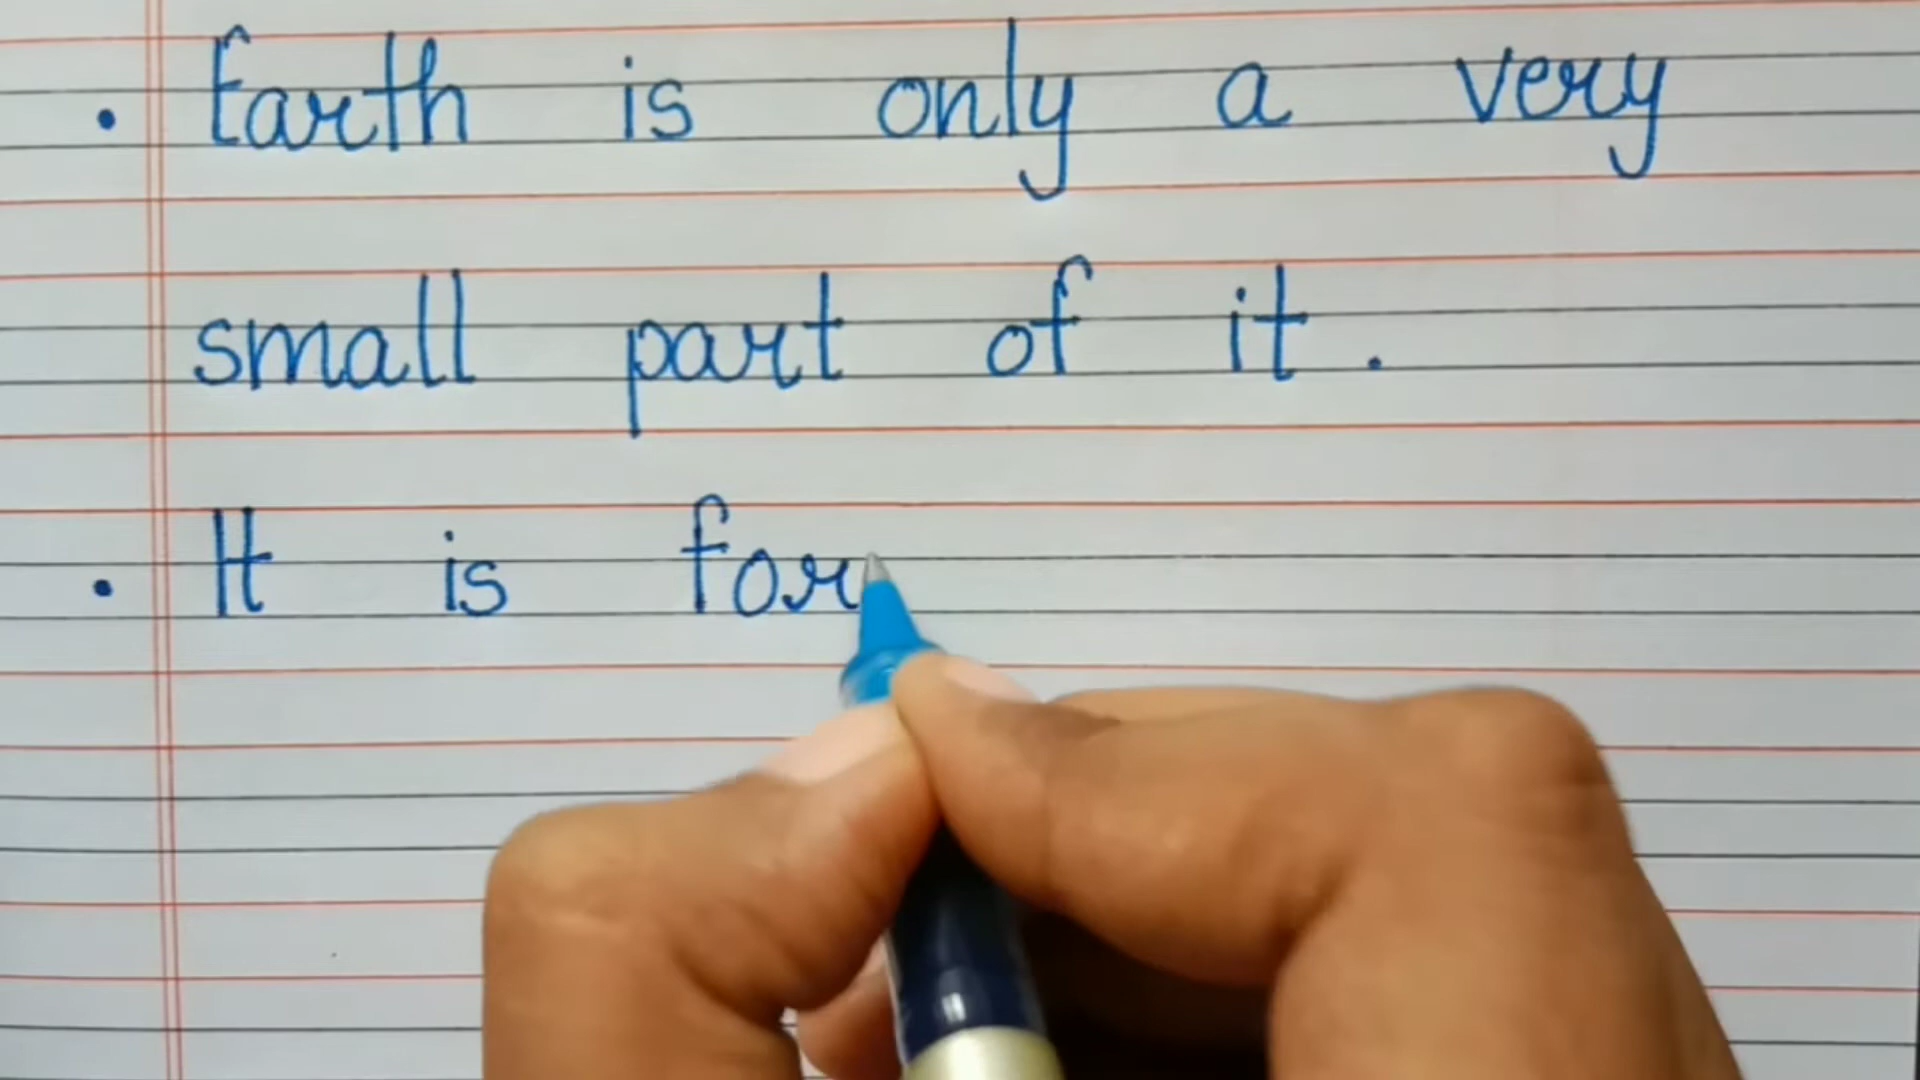 • Earth is only a very
small part of it.
• It is for